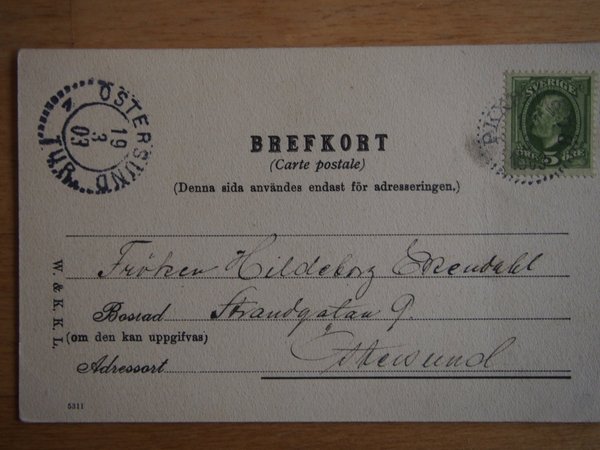 ÖSTERSUND
19
3
03
TUR
SVERIGE
5
BREFKORT
(Carte postale)
(Denna sida användes endast för adresseringen.)
Fröken Hildeborg Ekendahl
Bostad Strandgatan 9.
(om den kan uppgifvas)
Adressort Östersund
W. & K. K. L.
5311